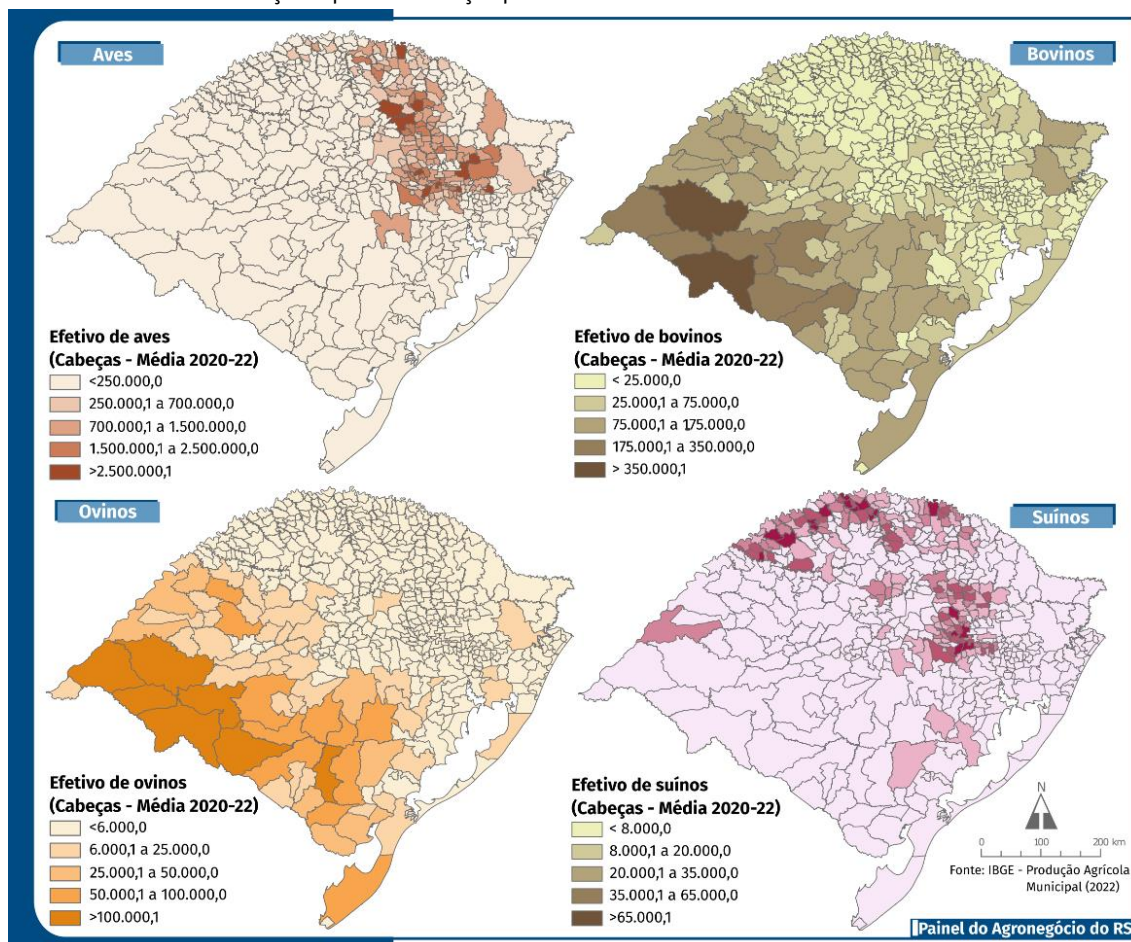 Aves
Bovinos
Efetivo de aves
(Cabeças - Média 2020-22)
<250.000,0
250.000,1 a 700.000,0
700.000,1 a 1.500.000,0
1.500.000,1 a 2.500.000,0
>2.500.000,1
Efetivo de bovinos
(Cabeças - Média 2020-22)
< 25.000,0
25.000,1 a 75.000,0
75.000,1 a 175.000,0
175.000,1 a 350.000,0
> 350.000,1
Ovinos
Suínos
Efetivo de ovinos
(Cabeças - Média 2020-22)
<6.000,0
6.000,1 a 25.000,0
25.000,1 a 50.000,0
50.000,1 a 100.000,0
>100.000,1
Efetivo de suínos
(Cabeças - Média 2020-22)
< 8.000,0
8.000,1 a 20.000,0
20.000,1 a 35.000,0
35.000,1 a 65.000,0
>65.000,1
N
0 100 200 km
Fonte: IBGE - Produção Agrícola
Municipal (2022)
Painel do Agronegócio do RS